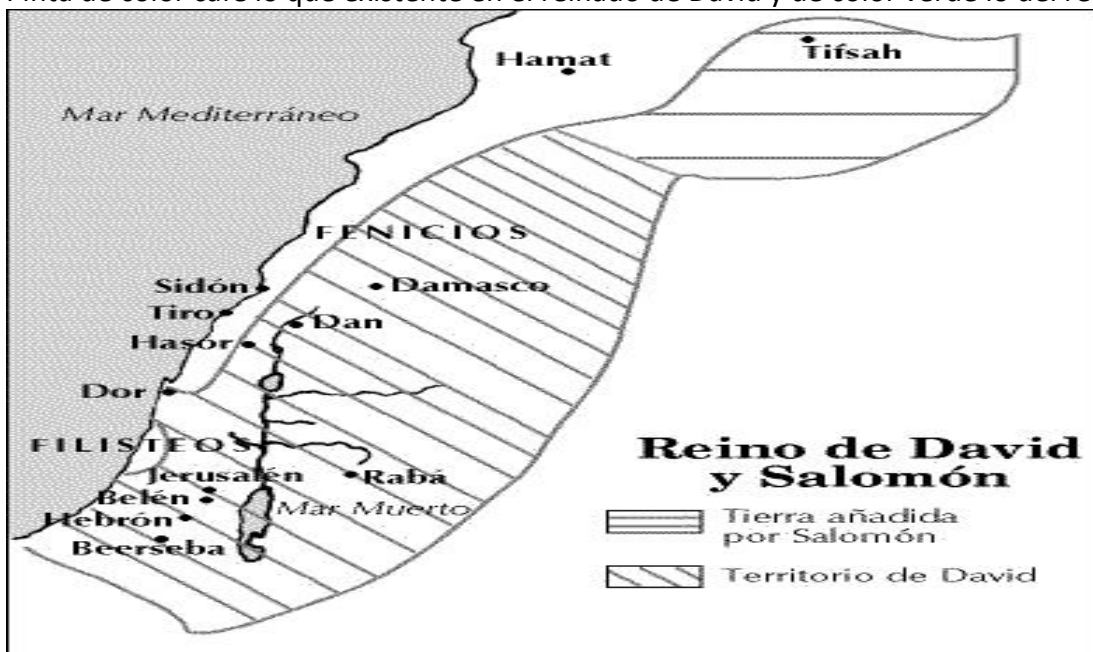 Hamat
Tifsah
Mar Mediterráneo
FENICIOS
Sidón
Damasco
Tiro
Dan
Hasór
Dor
FILISTEOS
Jerusalén
Rabá
Belén
Mar Muerto
Hebrón
Beerseba
Reino de David
y Salomón
Tierra añadida
por Salomón
Territorio de David